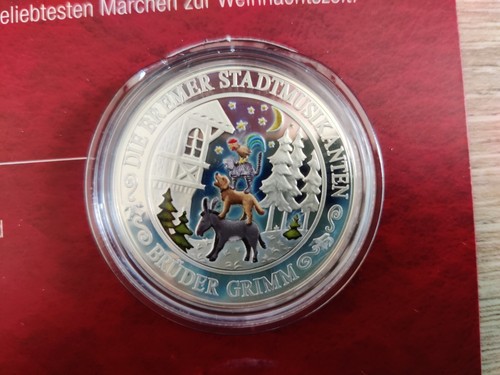 eliebtesten Märchen zur Weihnachtszeit.
DIE BREMER STADTMUSIKANTEN
BRÜDER GRIMM